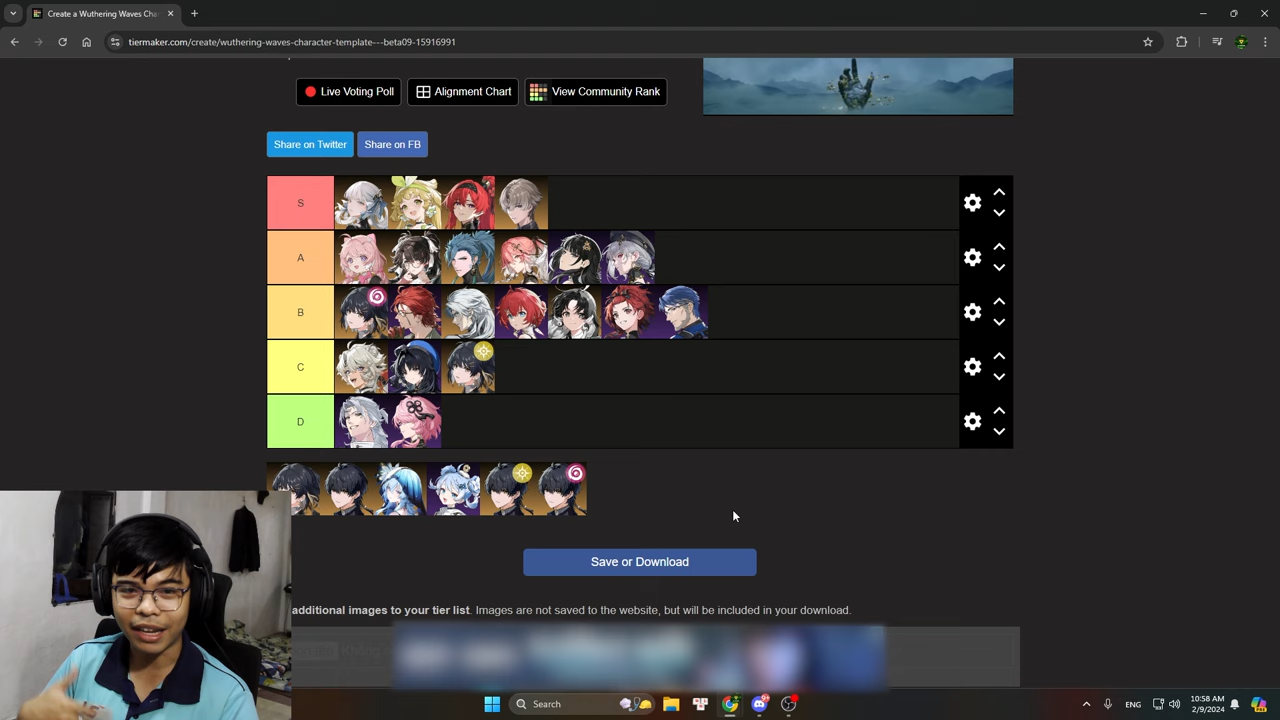 Create a Wuthering Waves Cha
tiermaker.com/create/wuthering-waves-character-template---beta09-15916991
Live Voting Poll
Alignment Chart
View Community Rank
Share on Twitter
Share on FB
S
A
B
C
D
Save or Download
additional images to your tier list. Images are not saved to the website, but will be included in your download.
Search
ENG
10:58 AM
2/9/2024